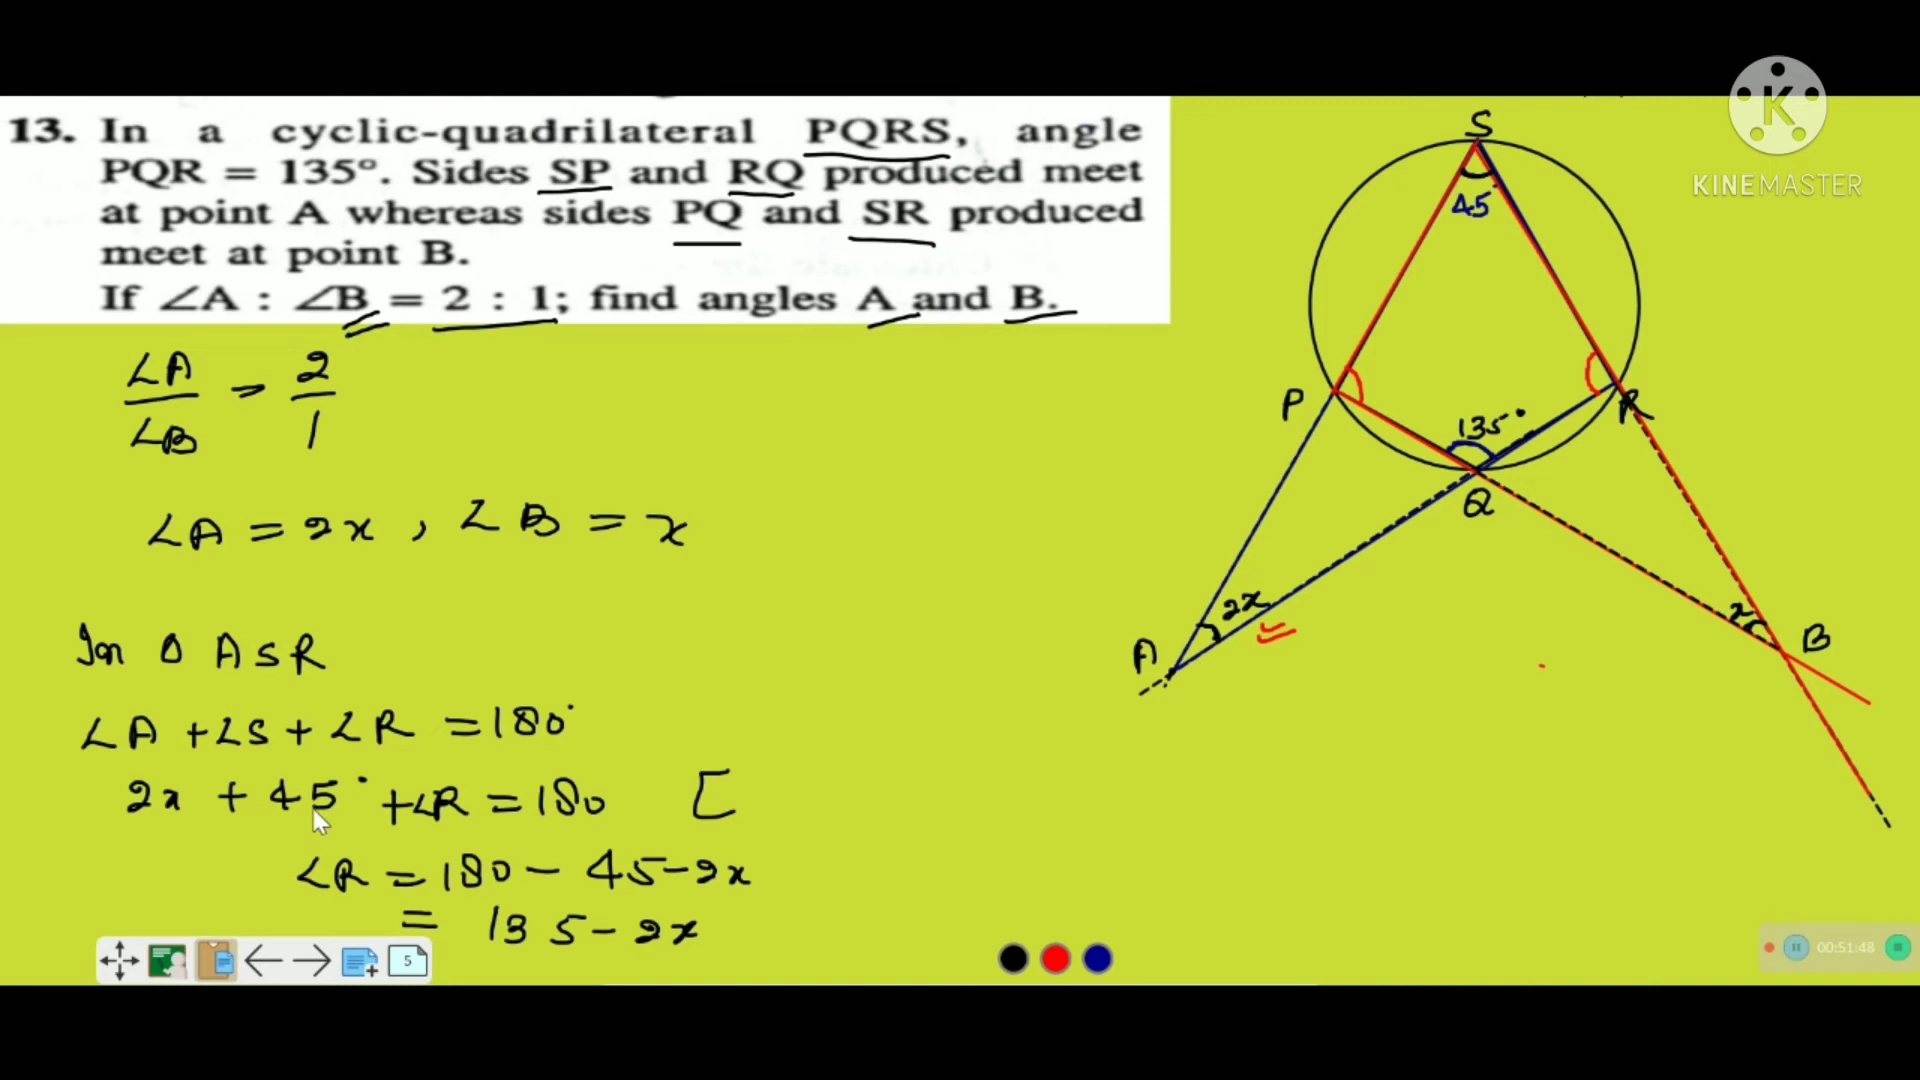 13. In a cyclic-quadrilateral PQRS, angle
PQR = 135°. Sides SP and RQ produced meet
at point A whereas sides PQ and SR produced
meet at point B.
If ∠A : ∠B = 2 : 1; find angles A and B.
∠A/∠B = 2/1
∠A = 2x, ∠B = x
In Δ ASR
∠A + ∠S + ∠R = 180°
2x + 45° + ∠R = 180 [
∠R = 180 - 45 - 2x
= 135 - 2x
S
45
P
R
135°
Q
2x
A
x
B
K
KINEMASTER
5
00:51:48